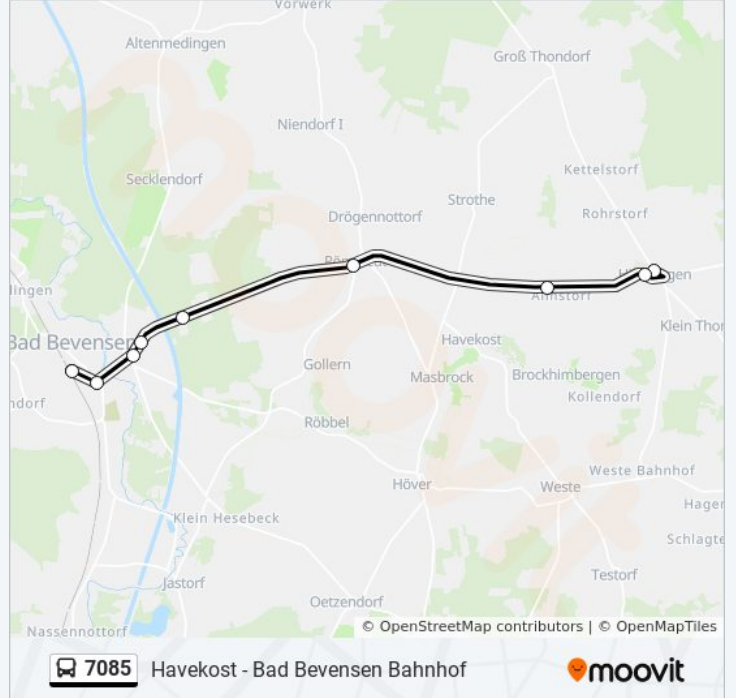 Vorwerk
Altenmedingen
Groß Thondorf
Niendorf I
Kettelstorf
Secklendorf
Strothe
Rohrstorf
Drögennottorf
Klein Thor
Bad Bevensen
Havekost
Gollern
Masbrock
Brockhimbergen
Kollendorf
Röbbel
Weste Bahnhof
Höver
Weste
Hager
Klein Hesebeck
Schlagte
Testorf
Jastorf
Oetzendorf
Nassennottorf
© OpenStreetMap contributors | © OpenMapTiles
7085 Havekost - Bad Bevensen Bahnhof
moovit